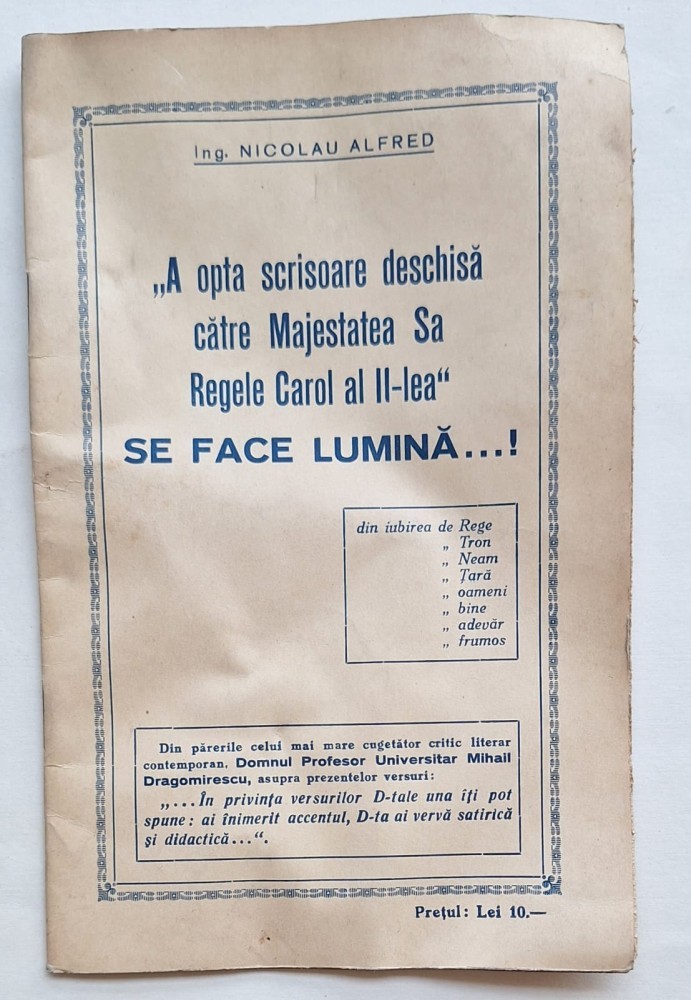 Ing. NICOLAU ALFRED
„A opta scrisoare deschisă
către Majestatea Sa
Regele Carol al II-lea“
SE FACE LUMINĂ...!
din iubirea de Rege
„ Tron
„ Neam
„ Țară
„ oameni
„ bine
„ adevăr
„ frumos
Din părerile celui mai mare cugetător critic literar
contemporan, Domnul Profesor Universitar Mihail
Dragomirescu, asupra prezentelor versuri:
„...În privința versurilor D-tale una îți pot
spune: ai înimerit accentul, D-ta ai vervă satirică
și didactică...“.
Prețul: Lei 10.—